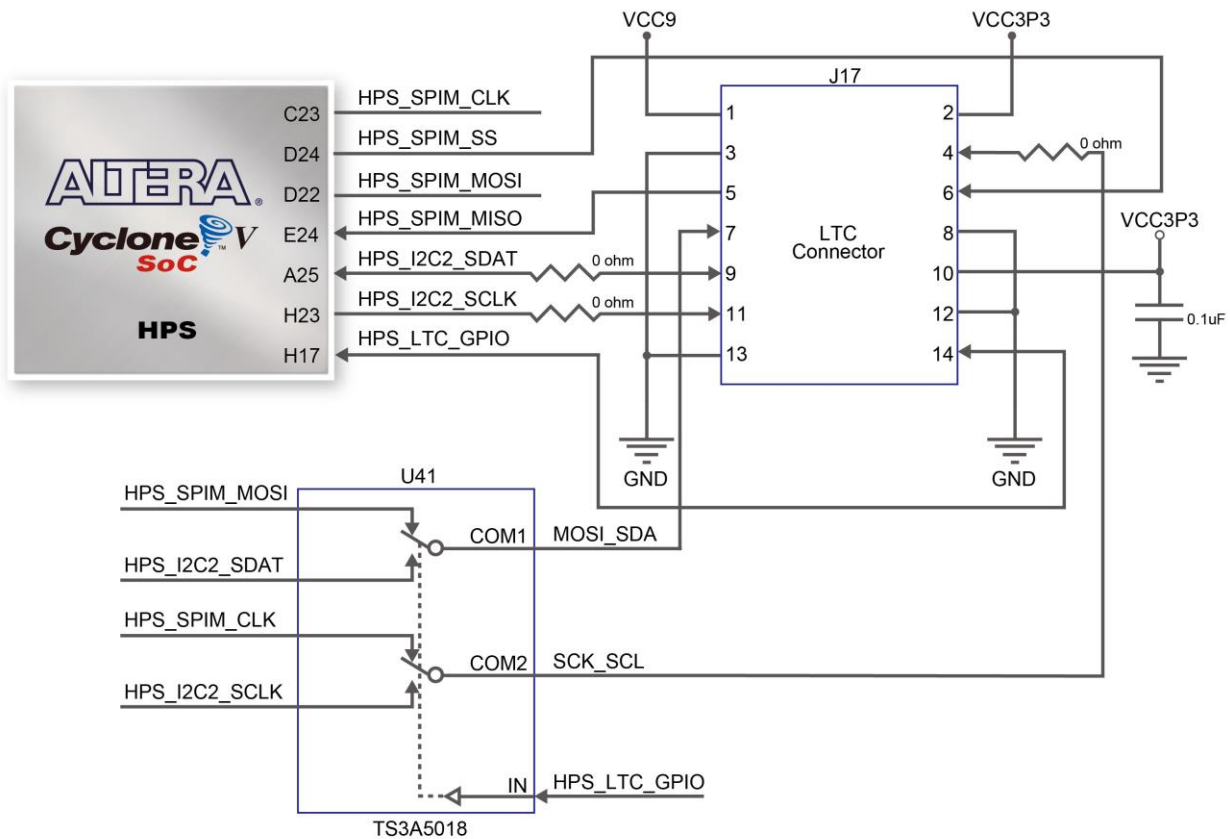 VCC9
VCC3P3
J17
C23
HPS_SPIM_CLK
D24
HPS_SPIM_SS
D22
HPS_SPIM_MOSI
E24
HPS_SPIM_MISO
A25
HPS_I2C2_SDAT
0 ohm
H23
HPS_I2C2_SCLK
0 ohm
H17
HPS_LTC_GPIO
ALTERA®
Cyclone™ V
SoC
HPS
1
3
5
7
9
11
13
LTC
Connector
2
4
6
8
10
12
14
0 ohm
VCC3P3
0.1uF
GND
GND
U41
HPS_SPIM_MOSI
HPS_I2C2_SDAT
COM1
MOSI_SDA
HPS_SPIM_CLK
HPS_I2C2_SCLK
COM2
SCK_SCL
IN
HPS_LTC_GPIO
TS3A5018